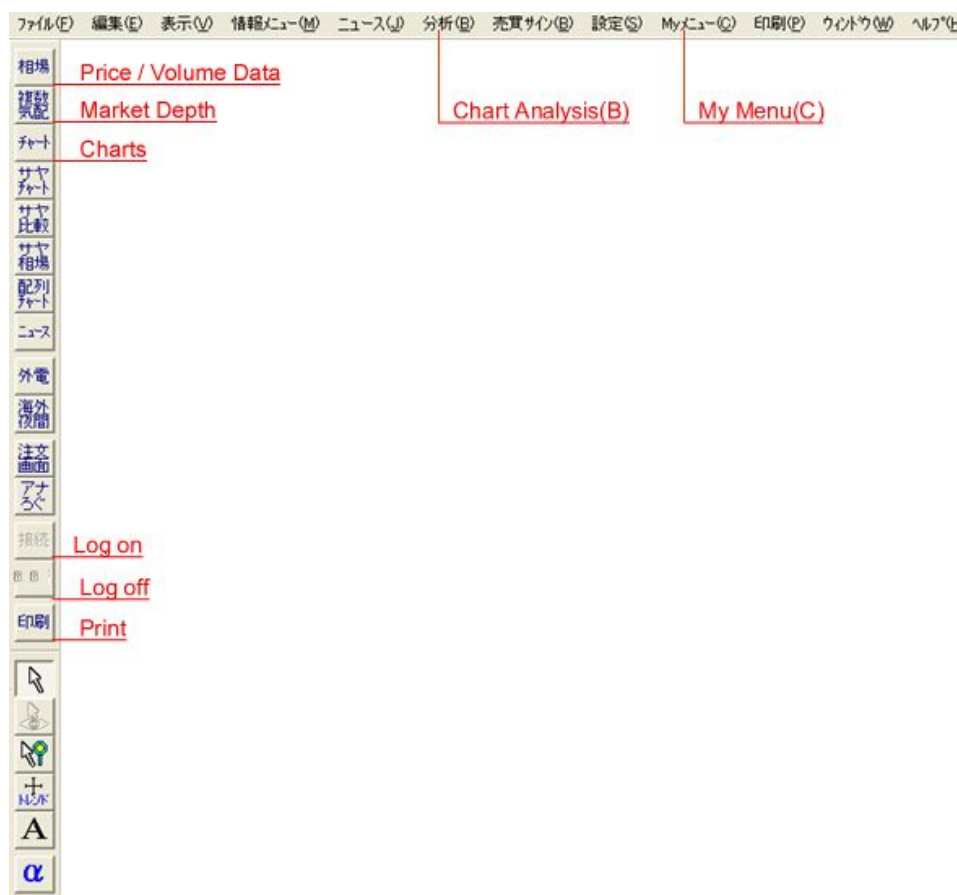 ファイル(F) 編集(E) 表示(V) 情報メニュー(M) ニュース(J) 分析(B) 売買サイン(B) 設定(S) Myメニュー(C) 印刷(P) ウィンドウ(W) ヘルプ(H
相場
Price / Volume Data
複数
気配
Market Depth
Chart Analysis(B)
My Menu(C)
チャート
Charts
サヤ
チャート
サヤ
比較
サヤ
相場
配列
チャート
ニュース
外電
海外
夜間
注文
画面
アナ
ろぐ
接続
Log on
Log off
印刷
Print
トレンド
A
α